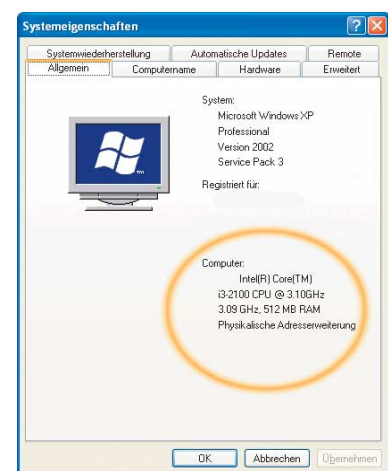 Systemeigenschaften
Systemwiederherstellung Automatische Updates Remote
Allgemein Computername Hardware Erweitert
System:
Microsoft Windows XP
Professional
Version 2002
Service Pack 3
Registriert für:
Computer:
Intel(R) Core(TM)
i3-2100 CPU @ 3.10GHz
3.09 GHz, 512 MB RAM
Physikalische Adresserweiterung
OK Abbrechen Übernehmen